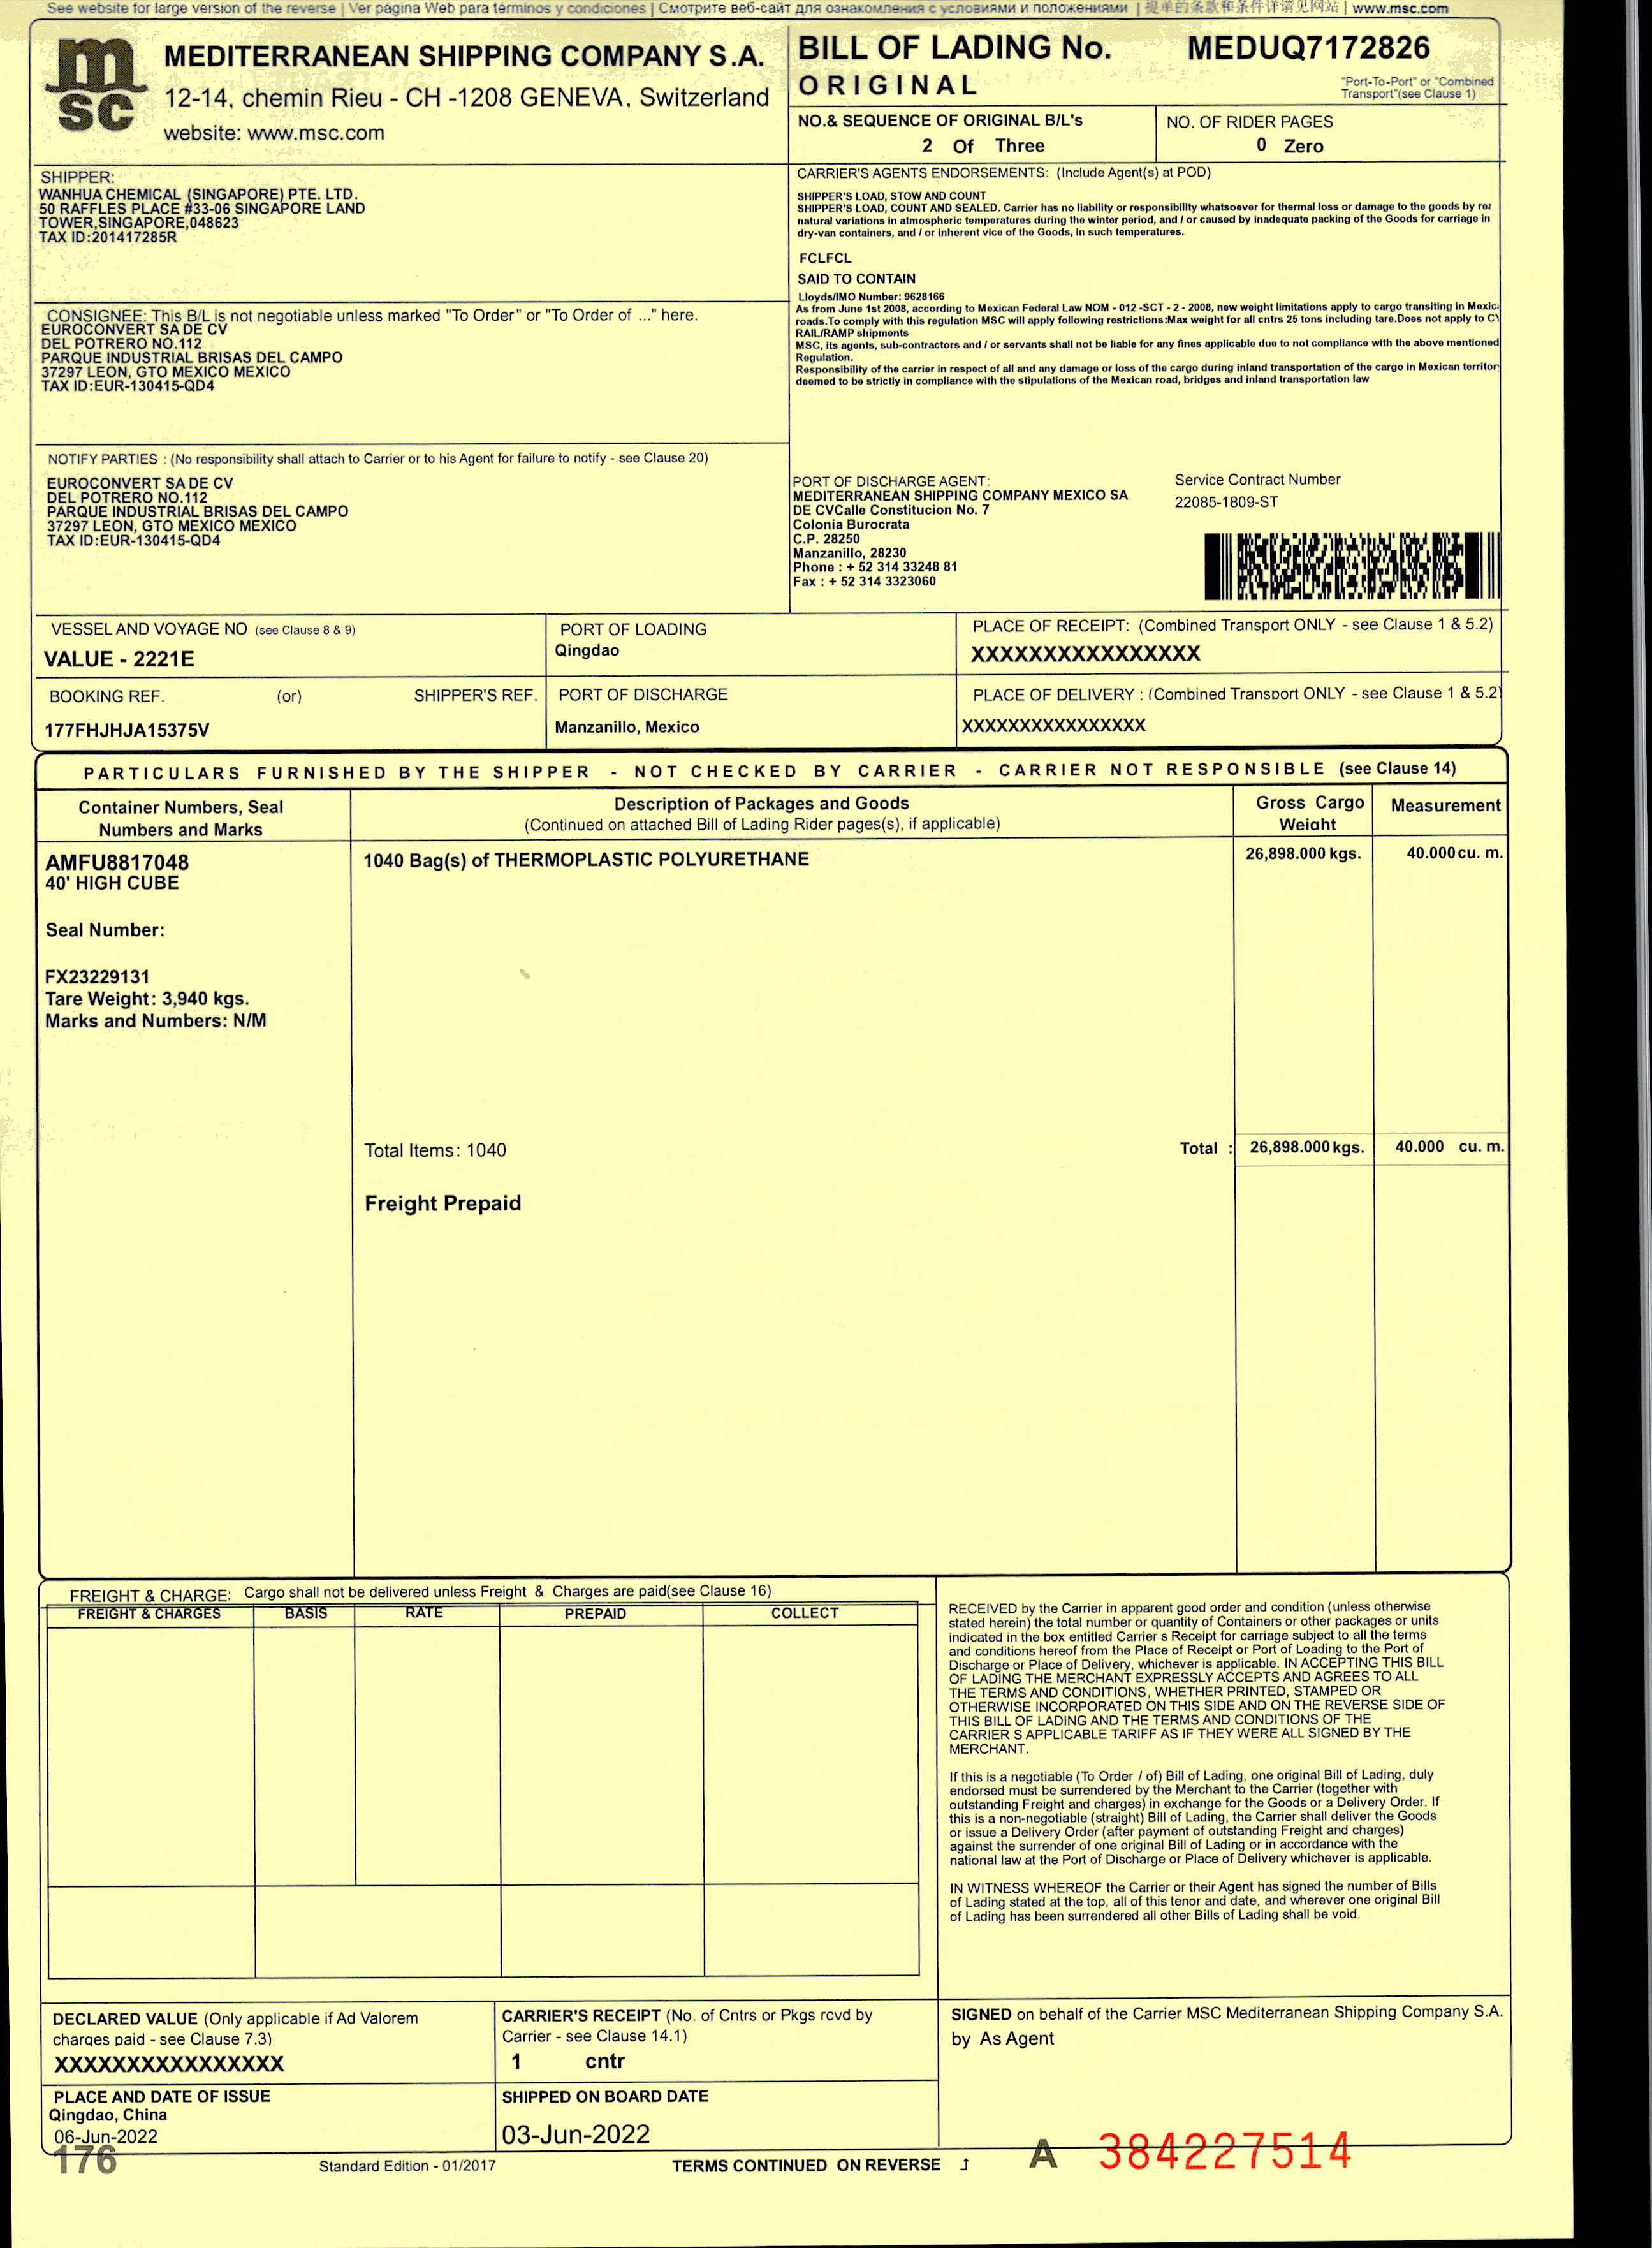 See website for large version of the reverse | Ver página Web para términos y condiciones | Смотрите веб-сайт для ознакомления с условиями и положениями | 提单的条款和条件详请见网站 | www.msc.com
m
sc
MEDITERRANEAN SHIPPING COMPANY S.A.
12-14, chemin Rieu - CH -1208 GENEVA, Switzerland
website: www.msc.com
BILL OF LADING No. MEDUQ7172826
ORIGINAL
"Port-To-Port" or "Combined
Transport"(see Clause 1)
NO.& SEQUENCE OF ORIGINAL B/L's
2 Of Three
NO. OF RIDER PAGES
0 Zero
SHIPPER:
WANHUA CHEMICAL (SINGAPORE) PTE. LTD.
50 RAFFLES PLACE #33-06 SINGAPORE LAND
TOWER,SINGAPORE,048623
TAX ID:201417285R
CARRIER'S AGENTS ENDORSEMENTS: (Include Agent(s) at POD)
SHIPPER'S LOAD, STOW AND COUNT
SHIPPER'S LOAD, COUNT AND SEALED. Carrier has no liability or responsibility whatsoever for thermal loss or damage to the goods by rea
natural variations in atmospheric temperatures during the winter period, and / or caused by inadequate packing of the Goods for carriage in
dry-van containers, and / or inherent vice of the Goods, in such temperatures.
FCLFCL
SAID TO CONTAIN
Lloyds/IMO Number: 9628166
As from June 1st 2008, according to Mexican Federal Law NOM - 012 -SCT - 2 - 2008, new weight limitations apply to cargo transiting in Mexic
roads.To comply with this regulation MSC will apply following restrictions:Max weight for all cntrs 25 tons including tare.Does not apply to CY
RAIL/RAMP shipments
MSC, its agents, sub-contractors and / or servants shall not be liable for any fines applicable due to not compliance with the above mentioned
Regulation.
Responsibility of the carrier in respect of all and any damage or loss of the cargo during inland transportation of the cargo in Mexican territor
deemed to be strictly in compliance with the stipulations of the Mexican road, bridges and inland transportation law
CONSIGNEE: This B/L is not negotiable unless marked "To Order" or "To Order of ..." here.
EUROCONVERT SA DE CV
DEL POTRERO NO.112
PARQUE INDUSTRIAL BRISAS DEL CAMPO
37297 LEON, GTO MEXICO MEXICO
TAX ID:EUR-130415-QD4
NOTIFY PARTIES : (No responsibility shall attach to Carrier or to his Agent for failure to notify - see Clause 20)
EUROCONVERT SA DE CV
DEL POTRERO NO.112
PARQUE INDUSTRIAL BRISAS DEL CAMPO
37297 LEON, GTO MEXICO MEXICO
TAX ID:EUR-130415-QD4
PORT OF DISCHARGE AGENT:
MEDITERRANEAN SHIPPING COMPANY MEXICO SA
DE CVCalle Constitucion No. 7
Colonia Burocrata
C.P. 28250
Manzanillo, 28230
Phone : + 52 314 33248 81
Fax : + 52 314 3323060
Service Contract Number
22085-1809-ST
VESSEL AND VOYAGE NO (see Clause 8 & 9)
VALUE - 2221E
PORT OF LOADING
Qingdao
PLACE OF RECEIPT: (Combined Transport ONLY - see Clause 1 & 5.2)
XXXXXXXXXXXXXXXX
BOOKING REF. (or) SHIPPER'S REF.
177FHJHJA15375V
PORT OF DISCHARGE
Manzanillo, Mexico
PLACE OF DELIVERY : (Combined Transport ONLY - see Clause 1 & 5.2)
XXXXXXXXXXXXXXXX
PARTICULARS FURNISHED BY THE SHIPPER - NOT CHECKED BY CARRIER - CARRIER NOT RESPONSIBLE (see Clause 14)
Container Numbers, Seal
Numbers and Marks
Description of Packages and Goods
(Continued on attached Bill of Lading Rider pages(s), if applicable)
Gross Cargo
Weight
Measurement
AMFU8817048
40' HIGH CUBE
1040 Bag(s) of THERMOPLASTIC POLYURETHANE
26,898.000 kgs.
40.000 cu. m.
Seal Number:
FX23229131
Tare Weight: 3,940 kgs.
Marks and Numbers: N/M
Total Items: 1040
Total : 26,898.000 kgs. 40.000 cu. m.
Freight Prepaid
FREIGHT & CHARGE: Cargo shall not be delivered unless Freight & Charges are paid(see Clause 16)
FREIGHT & CHARGES BASIS RATE PREPAID COLLECT
RECEIVED by the Carrier in apparent good order and condition (unless otherwise
stated herein) the total number or quantity of Containers or other packages or units
indicated in the box entitled Carrier s Receipt for carriage subject to all the terms
and conditions hereof from the Place of Receipt or Port of Loading to the Port of
Discharge or Place of Delivery, whichever is applicable. IN ACCEPTING THIS BILL
OF LADING THE MERCHANT EXPRESSLY ACCEPTS AND AGREES TO ALL
THE TERMS AND CONDITIONS, WHETHER PRINTED, STAMPED OR
OTHERWISE INCORPORATED ON THIS SIDE AND ON THE REVERSE SIDE OF
THIS BILL OF LADING AND THE TERMS AND CONDITIONS OF THE
CARRIER S APPLICABLE TARIFF AS IF THEY WERE ALL SIGNED BY THE
MERCHANT.
If this is a negotiable (To Order / of) Bill of Lading, one original Bill of Lading, duly
endorsed must be surrendered by the Merchant to the Carrier (together with
outstanding Freight and charges) in exchange for the Goods or a Delivery Order. If
this is a non-negotiable (straight) Bill of Lading, the Carrier shall deliver the Goods
or issue a Delivery Order (after payment of outstanding Freight and charges)
against the surrender of one original Bill of Lading or in accordance with the
national law at the Port of Discharge or Place of Delivery whichever is applicable.
IN WITNESS WHEREOF the Carrier or their Agent has signed the number of Bills
of Lading stated at the top, all of this tenor and date, and wherever one original Bill
of Lading has been surrendered all other Bills of Lading shall be void.
DECLARED VALUE (Only applicable if Ad Valorem
charges paid - see Clause 7.3)
XXXXXXXXXXXXXXXX
CARRIER'S RECEIPT (No. of Cntrs or Pkgs rcvd by
Carrier - see Clause 14.1)
1 cntr
SIGNED on behalf of the Carrier MSC Mediterranean Shipping Company S.A.
by As Agent
PLACE AND DATE OF ISSUE
Qingdao, China
06-Jun-2022
SHIPPED ON BOARD DATE
03-Jun-2022
176
Standard Edition - 01/2017
TERMS CONTINUED ON REVERSE
A 384227514